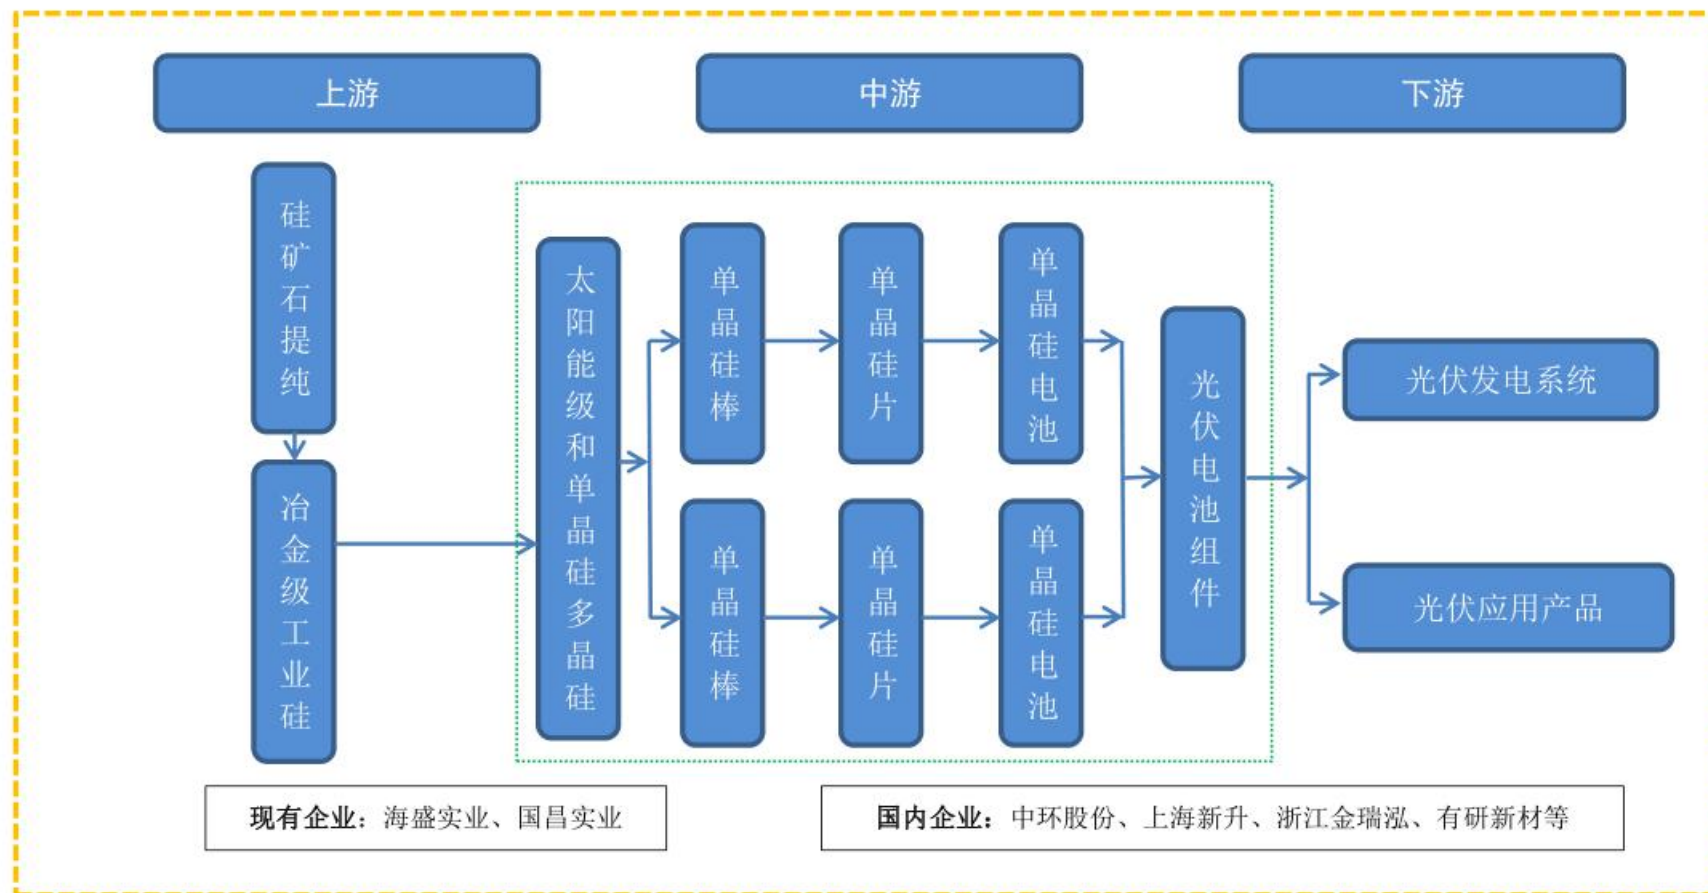 上游
中游
下游
硅矿石提纯
冶金级工业硅
太阳能级和单晶硅多晶硅
单晶硅棒
单晶硅片
单晶硅电池
单晶硅棒
单晶硅片
单晶硅电池
光伏电池组件
光伏发电系统
光伏应用产品
现有企业：海盛实业、国昌实业
国内企业：中环股份、上海新升、浙江金瑞泓、有研新材等